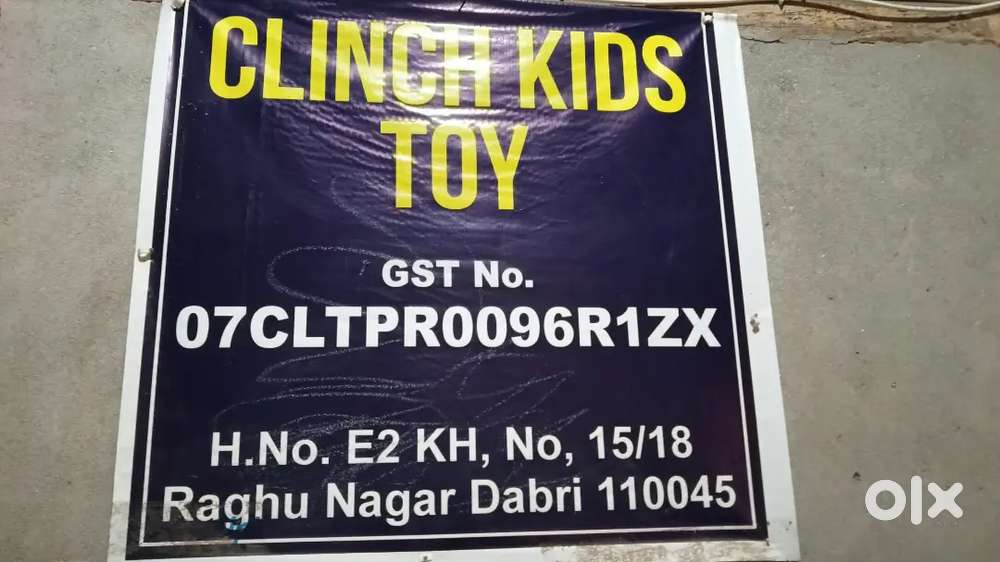 CLINCH KIDS
TOY
GST No.
07CLTPR0096R1ZX
H.No. E2 KH, No, 15/18
Raghu Nagar Dabri 110045
olx